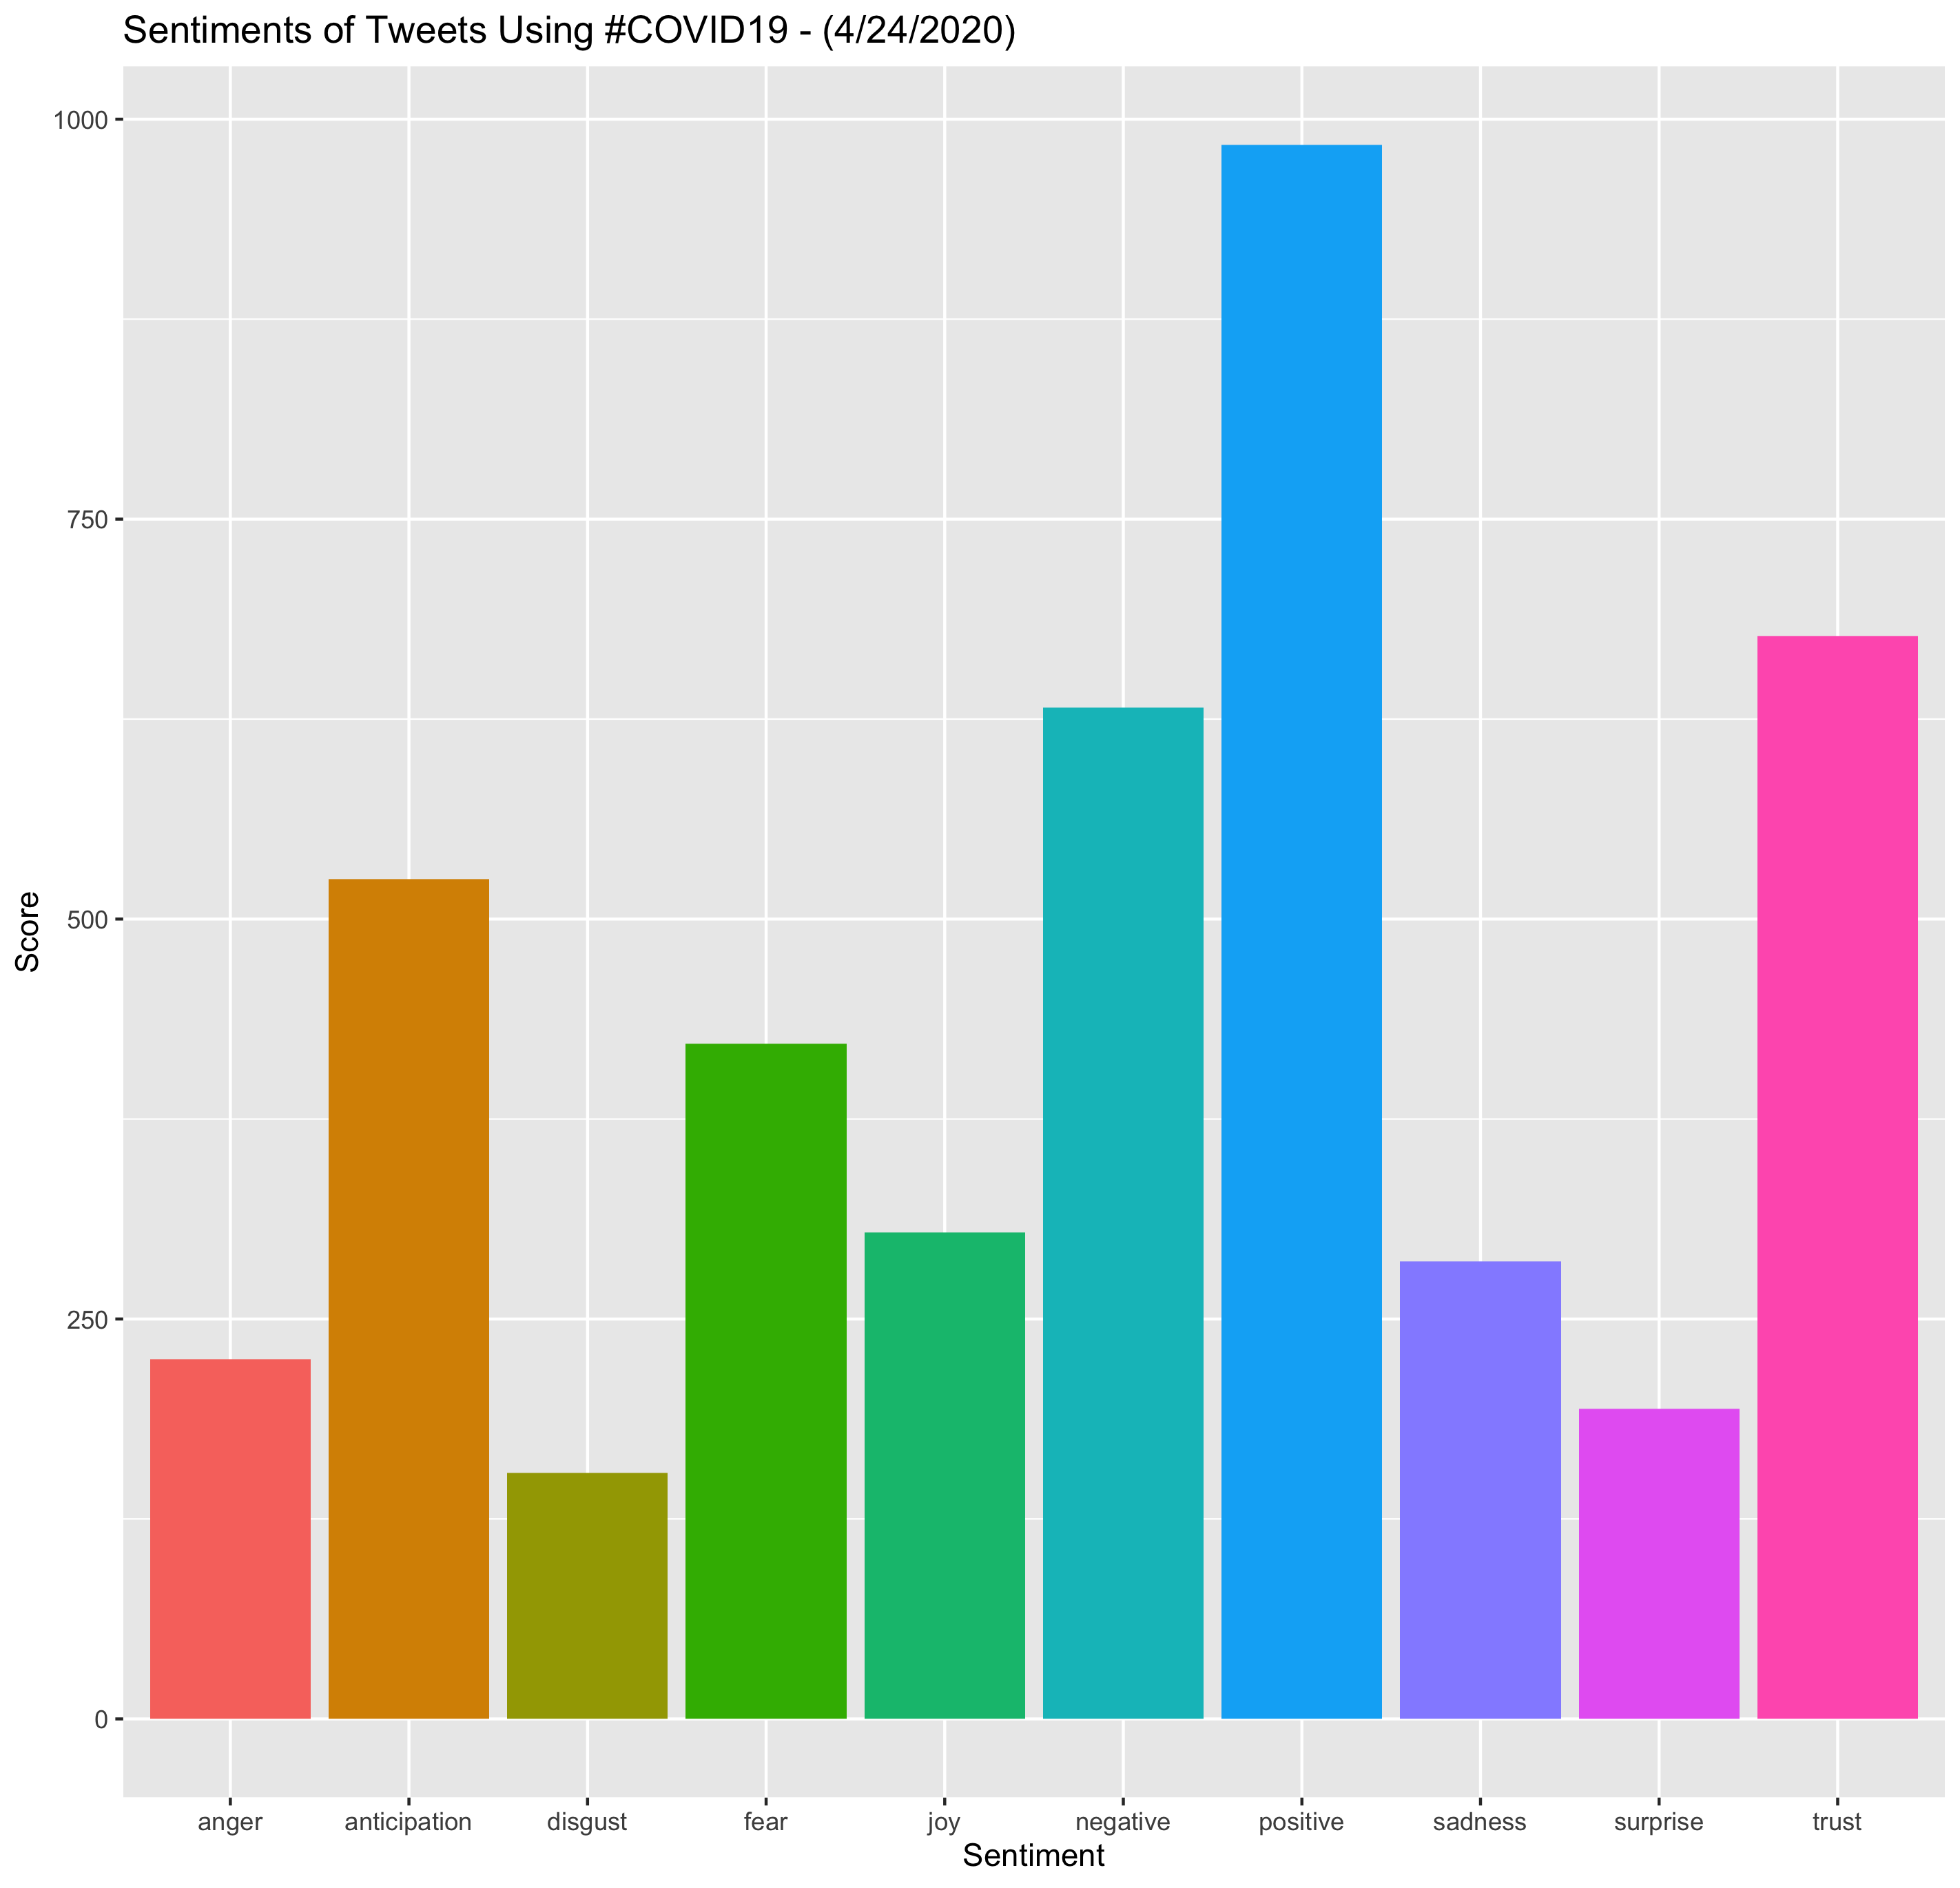 Sentiments of Tweets Using #COVID19 - (4/24/2020)
Score
1000
750
500
250
0
anger anticipation disgust fear joy negative positive sadness surprise trust
Sentiment